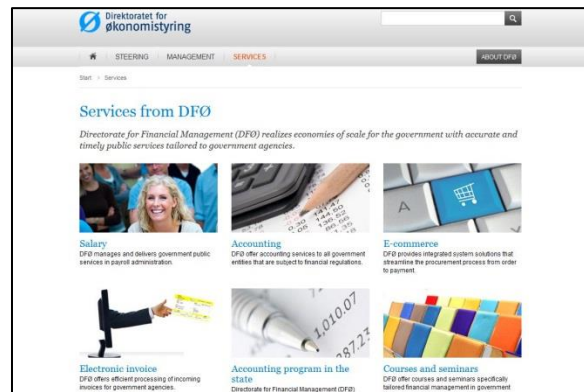 Direktoratet for
økonomistyring
STEERING MANAGEMENT SERVICES
ABOUT DFØ
Start > Services
Services from DFØ
Directorate for Financial Management (DFØ) realizes economies of scale for the government with accurate and
timely public services tailored to government agencies.
A
Salary
DFØ manages and delivers government public
services in payroll administration.
Accounting
DFØ offer accounting services to all government
entities that are subject to financial regulations.
E-commerce
DFØ provides integrated system solutions that
streamline the procurement process from order
to payment.
1,010.07
287.23
Electronic invoice
DFØ offers efficient processing of incoming
invoices for government agencies.
Accounting program in the
state
Directorate for Financial Management (DFØ)
Courses and seminars
DFØ offer courses and seminars specifically
tailored financial management in government.